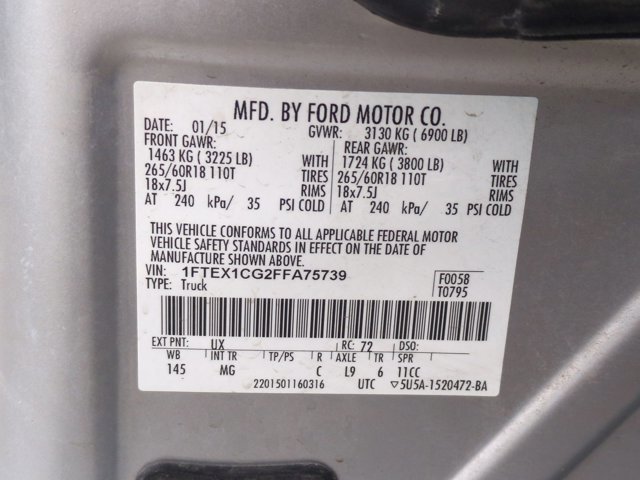 MFD. BY FORD MOTOR CO.
DATE: 01/15 GVWR: 3130 KG (6900 LB)
FRONT GAWR: REAR GAWR:
1463 KG (3225 LB) WITH 1724 KG (3800 LB) WITH
265/60R18 110T TIRES 265/60R18 110T TIRES
18x7.5J RIMS 18x7.5J RIMS
AT 240 kPa/ 35 PSI COLD AT 240 kPa/ 35 PSI COLD
THIS VEHICLE CONFORMS TO ALL APPLICABLE FEDERAL MOTOR
VEHICLE SAFETY STANDARDS IN EFFECT ON THE DATE OF
MANUFACTURE SHOWN ABOVE.
VIN: 1FTEX1CG2FFA75739 F0058
TYPE: Truck T0795
EXT PNT: UX RC: 72 DSO:
WB INT TR TP/PS R AXLE TR SPR
145 MG C L9 6 11CC
2201501160316 UTC ▽5U5A-1520472-BA